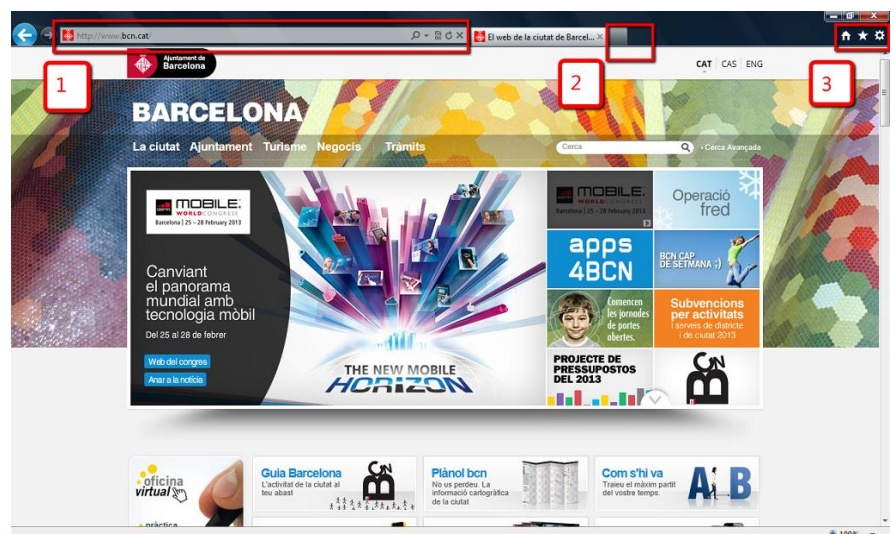 http://www.bcn.cat/
El web de la ciutat de Barcel...
1
2
3
Ajuntament de
Barcelona
CAT CAS ENG
BARCELONA
La ciutat Ajuntament Turisme Negocis Tràmits
Cerca
Cerca Avançada
MOBILE
WORLD CONGRESS
Barcelona | 25 - 28 February 2013
Canviant
el panorama
mundial amb
tecnologia mòbil
Del 25 al 28 de febrer
Web del congres
Anar a la notícia
THE NEW MOBILE
HORIZON
MOBILE
WORLD CONGRESS
Barcelona | 25 - 28 February 2013
Operació
fred
apps
4BCN
BCN CAP
DE SETMANA ;)
Comencen
les jornades
de portes
obertes.
Subvencions
per activitats
i serveis de districte
i de ciutat 2013
PROJECTE DE
PRESSUPOSTOS
DEL 2013
BCN
oficina
virtual
pràctica
Guia Barcelona
L'activitat de la ciutat al
teu abast
BCN
Plànol bcn
No us perdeu. La
informació cartogràfica
de la ciutat
Com s'hi va
Traieu el màxim partit
del vostre temps.
A B
100%